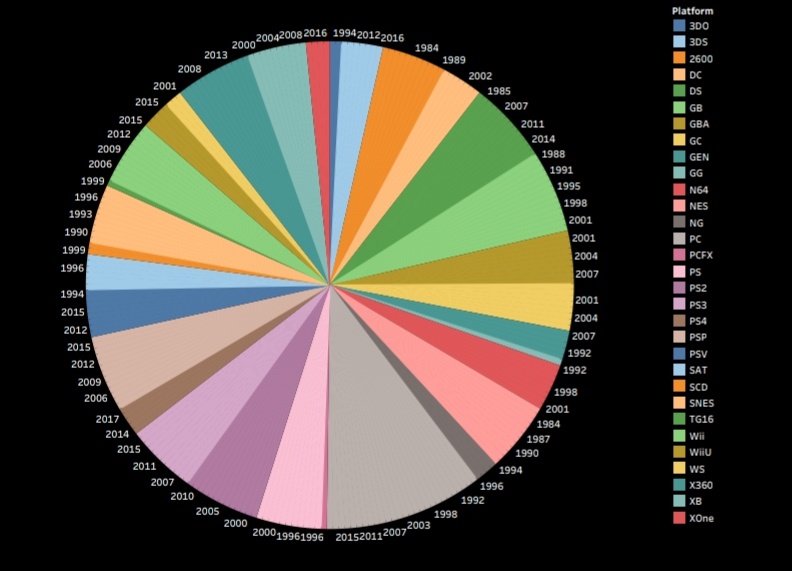 Platform
3DO
3DS
2600
DC
DS
GB
GBA
GC
GEN
GG
N64
NES
NG
PC
PCFX
PS
PS2
PS3
PS4
PSP
PSV
SAT
SCD
SNES
TG16
Wii
WiiU
WS
X360
XB
XOne
1994
2012
2016
1984
1989
2002
1985
2007
2011
2014
1988
1991
1995
1998
2001
2001
2004
2007
2001
2004
2007
1992
1992
1998
2001
1984
1987
1990
1994
1996
1992
1998
2003
2007
2011
2015
1996
1996
2000
2000
2005
2010
2007
2011
2015
2014
2017
2006
2009
2012
2015
2012
2015
1994
1996
1999
1990
1993
1996
1999
2006
2009
2012
2015
2015
2001
2008
2013
2000
2004
2008
2016